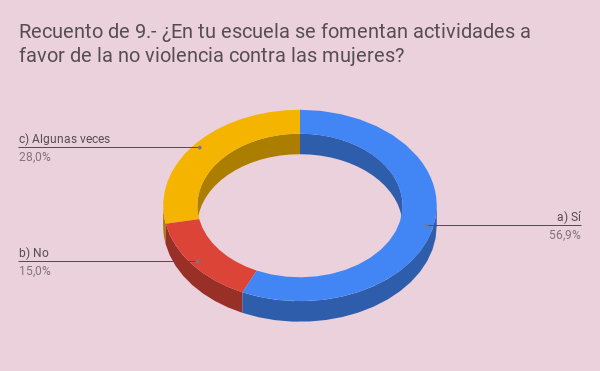 Recuento de 9.- ¿En tu escuela se fomentan actividades a
favor de la no violencia contra las mujeres?
c) Algunas veces
28,0%
a) Sí
56,9%
b) No
15,0%